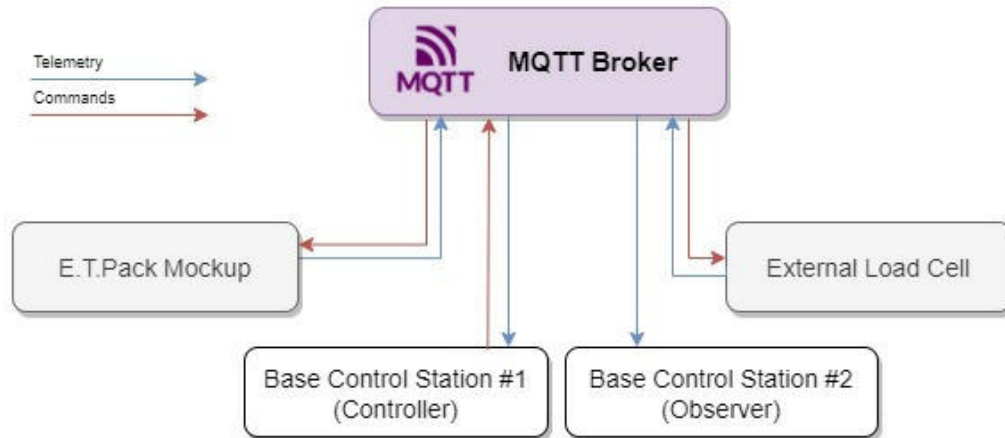 MQTT
MQTT Broker
Telemetry
Commands
E.T.Pack Mockup
External Load Cell
Base Control Station #1
(Controller)
Base Control Station #2
(Observer)